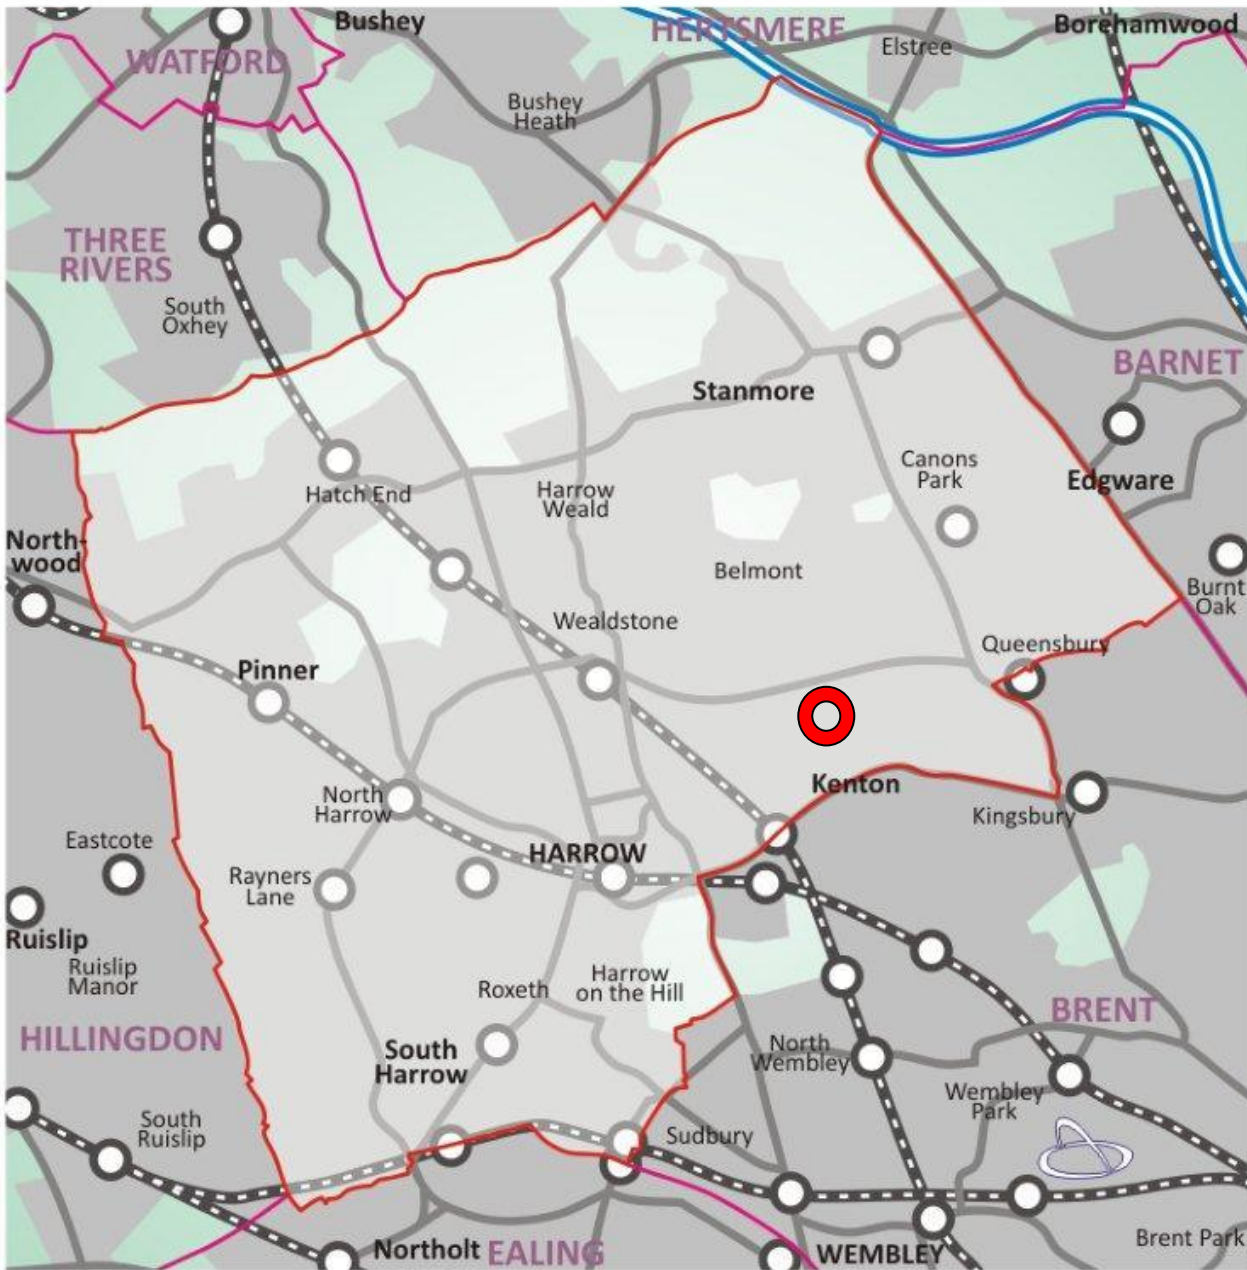 Bushey
HERTSMERE
Borehamwood
WATFORD
Elstree
Bushey
Heath
THREE
RIVERS
South
Oxhey
BARNET
Stanmore
Canons
Park
Edgware
Hatch End
Harrow
Weald
North-
wood
Belmont
Burnt
Oak
Wealdstone
Queensbury
Pinner
Kenton
North
Harrow
Kingsbury
Eastcote
HARROW
Rayners
Lane
Ruislip
Ruislip
Manor
Roxeth
Harrow
on the Hill
BRENT
HILLINGDON
South
Harrow
North
Wembley
Wembley
Park
South
Ruislip
Sudbury
Brent Park
Northolt
EALING
WEMBLEY